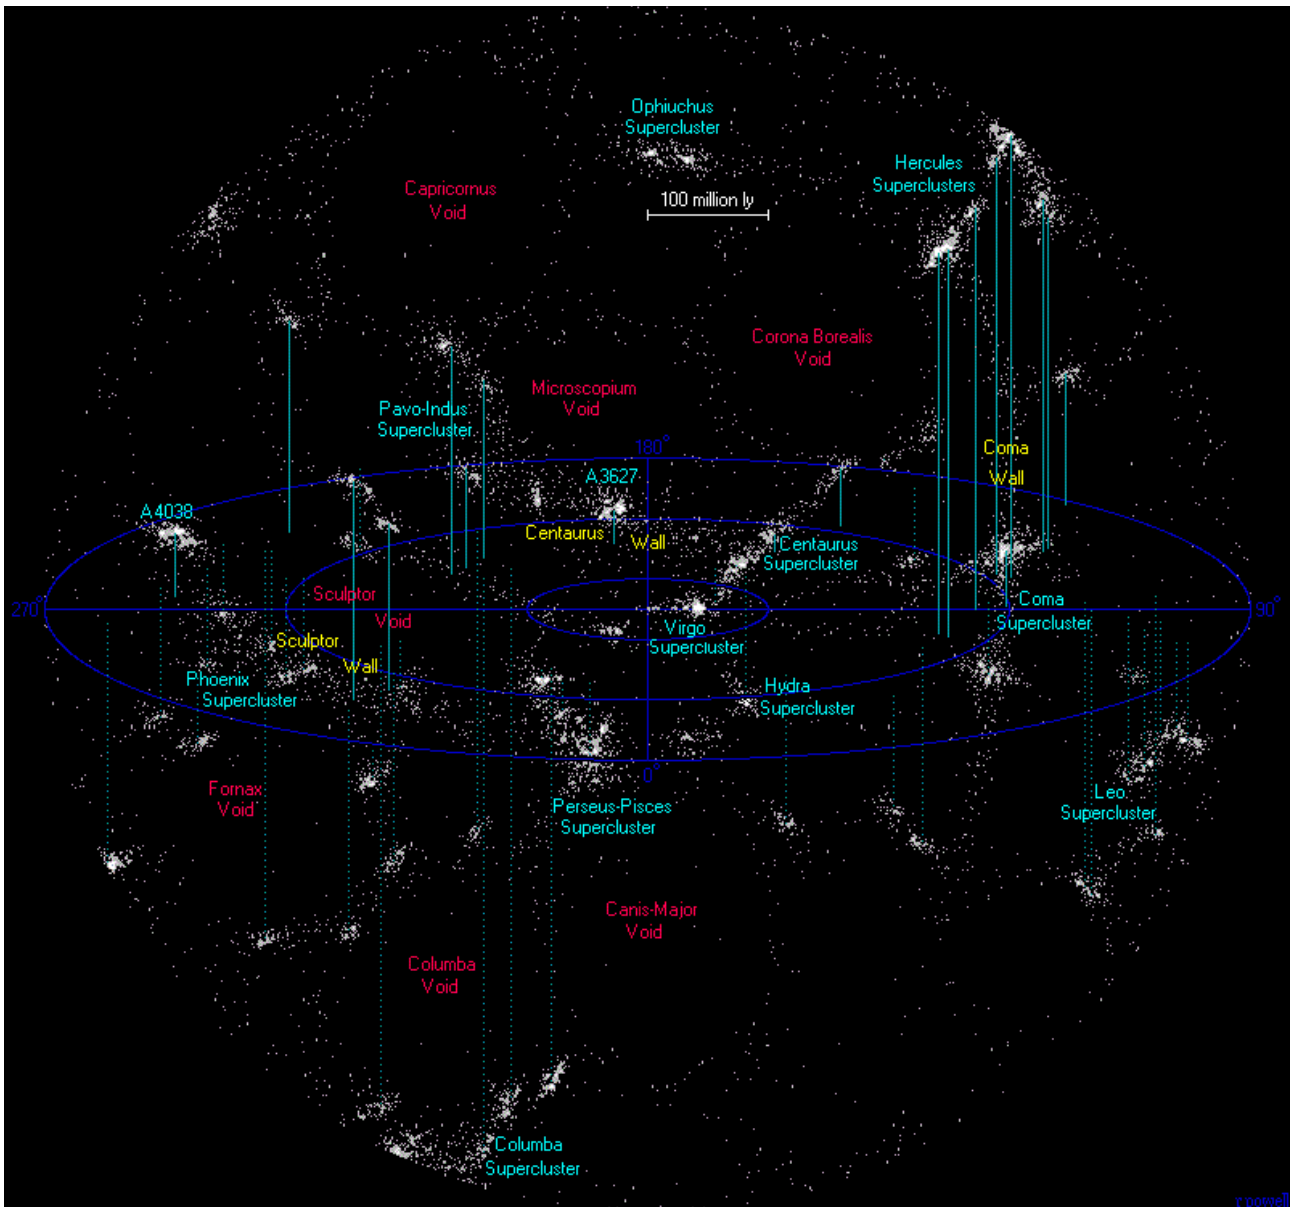 Ophiuchus
Supercluster
Hercules
Superclusters
Capricornus
Void
100 million ly
Corona Borealis
Void
Microscopium
Void
Pavo-Indus
Supercluster
180°
Coma
Wall
A3627
A4038
Centaurus
Wall
Centaurus
Supercluster
Sculptor
Void
270°
90°
Coma
Supercluster
Virgo
Supercluster
Sculptor
Wall
Phoenix
Supercluster
Hydra
Supercluster
0°
Fornax
Void
Perseus-Pisces
Supercluster
Leo
Supercluster
Canis-Major
Void
Columba
Void
Columba
Supercluster
r powell